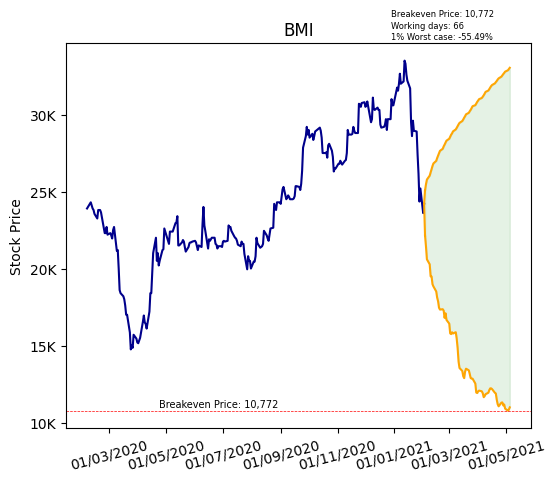 Breakeven Price: 10,772
Working days: 66
1% Worst case: -55.49%
BMI
Stock Price
30K
25K
20K
15K
10K
Breakeven Price: 10,772
01/03/2020
01/05/2020
01/07/2020
01/09/2020
01/11/2020
01/01/2021
01/03/2021
01/05/2021